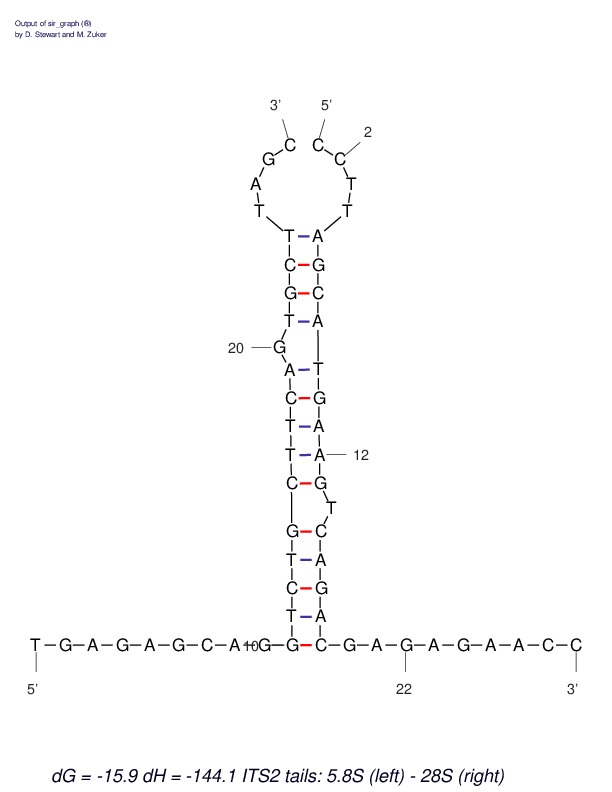 Output of sir_graph
by D. Stewart and M. Zuker
3' 5'
2
G C C C
A T
T T
T A
C G
G C
T A
20 G
A T
C G
T A
T A 12
C G
T
G C
T A
C G
T A
T-G-A-G-A-G-C-A 10 G-G C-G-A-G-A-G-A-A-C-C
5' 22 3'
dG = -15.9 dH = -144.1 ITS2 tails: 5.8S (left) - 28S (right)